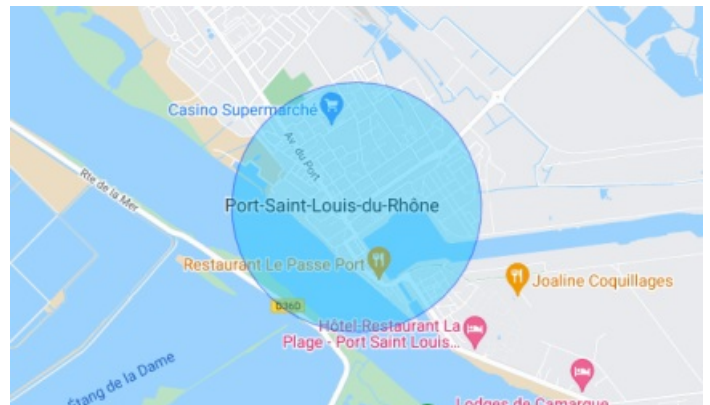 Casino Supermarché
Av. du Port
Rte de la Mer
Port-Saint-Louis-du-Rhône
Restaurant Le Passe Port
Joaline Coquillages
D36D
Hôtel-Restaurant La
Plage - Port Saint Louis...
Étang de la Dame
Lodges de Camargue